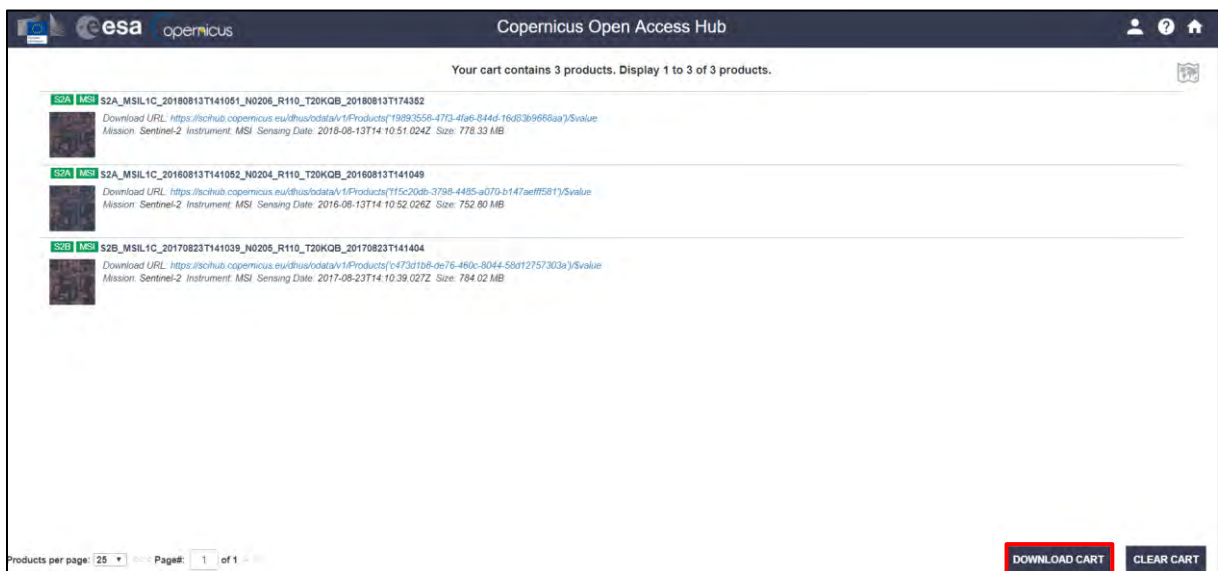 esa opernicus Copernicus Open Access Hub
Your cart contains 3 products. Display 1 to 3 of 3 products.
S2A MSI S2A_MSIL1C_20180813T141051_N0206_R110_T20KQB_20180813T174352
Download URL: https://scihub.copernicus.eu/dhus/odata/v1/Products('19893556-47f3-4fa6-844d-16d83b9668aa')/$value
Mission: Sentinel-2 Instrument: MSI Sensing Date: 2018-08-13T14:10:51.024Z Size: 778.33 MB
S2A MSI S2A_MSIL1C_20160813T141052_N0204_R110_T20KQB_20160813T141049
Download URL: https://scihub.copernicus.eu/dhus/odata/v1/Products('f15c20db-3798-4485-a070-b147aefff581')/$value
Mission: Sentinel-2 Instrument: MSI Sensing Date: 2016-08-13T14:10:52.026Z Size: 752.80 MB
S2B MSI S2B_MSIL1C_20170823T141039_N0205_R110_T20KQB_20170823T141404
Download URL: https://scihub.copernicus.eu/dhus/odata/v1/Products('c473d1b8-de76-460c-8044-58d12757303a')/$value
Mission: Sentinel-2 Instrument: MSI Sensing Date: 2017-08-23T14:10:39.027Z Size: 784.02 MB
Products per page: 25 Page#: 1 of 1 DOWNLOAD CART CLEAR CART